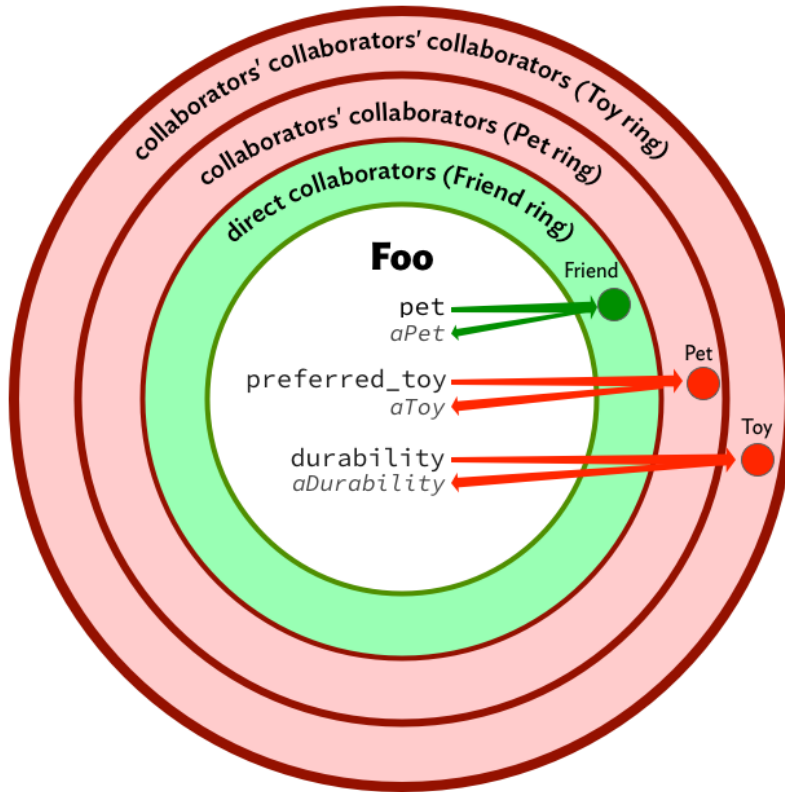 collaborators' collaborators' collaborators (Toy ring)
collaborators' collaborators (Pet ring)
direct collaborators (Friend ring)
Foo
Friend
pet
aPet
Pet
preferred_toy
aToy
Toy
durability
aDurability